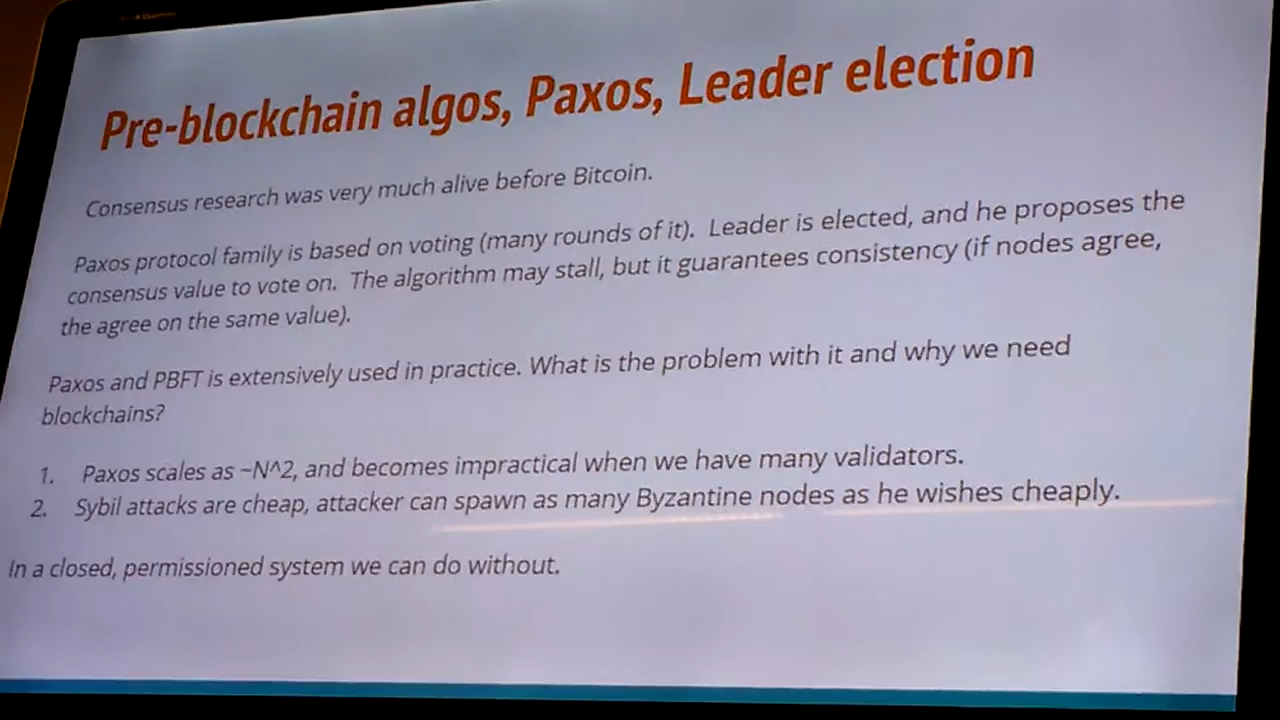 Pre-blockchain algos, Paxos, Leader election
Consensus research was very much alive before Bitcoin.
Paxos protocol family is based on voting (many rounds of it). Leader is elected, and he proposes the
consensus value to vote on. The algorithm may stall, but it guarantees consistency (if nodes agree,
the agree on the same value).
Paxos and PBFT is extensively used in practice. What is the problem with it and why we need
blockchains?
1. Paxos scales as ~N^2, and becomes impractical when we have many validators.
2. Sybil attacks are cheap, attacker can spawn as many Byzantine nodes as he wishes cheaply.
In a closed, permissioned system we can do without.